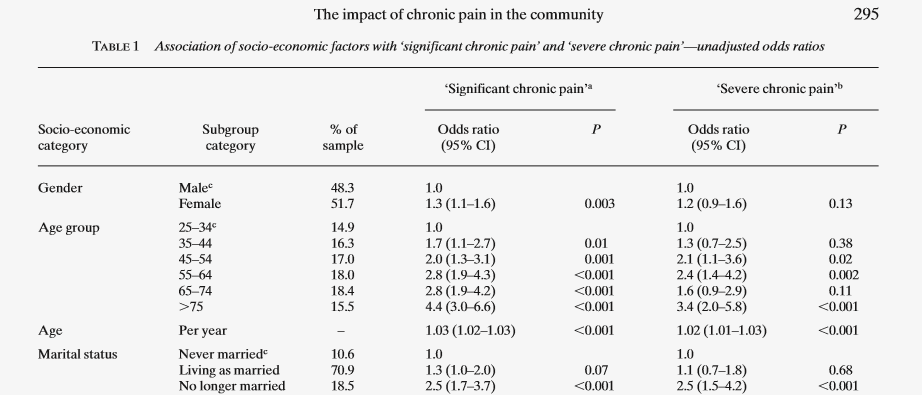 The impact of chronic pain in the community 295
TABLE 1 Association of socio-economic factors with ‘significant chronic pain’ and ‘severe chronic pain’—unadjusted odds ratios
‘Significant chronic pain’a ‘Severe chronic pain’b
Socio-economic Subgroup % of Odds ratio P Odds ratio P
category category sample (95% CI) (95% CI)
Gender Malec 48.3 1.0 1.0
Female 51.7 1.3 (1.1–1.6) 0.003 1.2 (0.9–1.6) 0.13
Age group 25–34c 14.9 1.0 1.0
35–44 16.3 1.7 (1.1–2.7) 0.01 1.3 (0.7–2.5) 0.38
45–54 17.0 2.0 (1.3–3.1) 0.001 2.1 (1.1–3.6) 0.02
55–64 18.0 2.8 (1.9–4.3) <0.001 2.4 (1.4–4.2) 0.002
65–74 18.4 2.8 (1.9–4.2) <0.001 1.6 (0.9–2.9) 0.11
>75 15.5 4.4 (3.0–6.6) <0.001 3.4 (2.0–5.8) <0.001
Age Per year – 1.03 (1.02–1.03) <0.001 1.02 (1.01–1.03) <0.001
Marital status Never marriedc 10.6 1.0 1.0
Living as married 70.9 1.3 (1.0–2.0) 0.07 1.1 (0.7–1.8) 0.68
No longer married 18.5 2.5 (1.7–3.7) <0.001 2.5 (1.5–4.2) <0.001